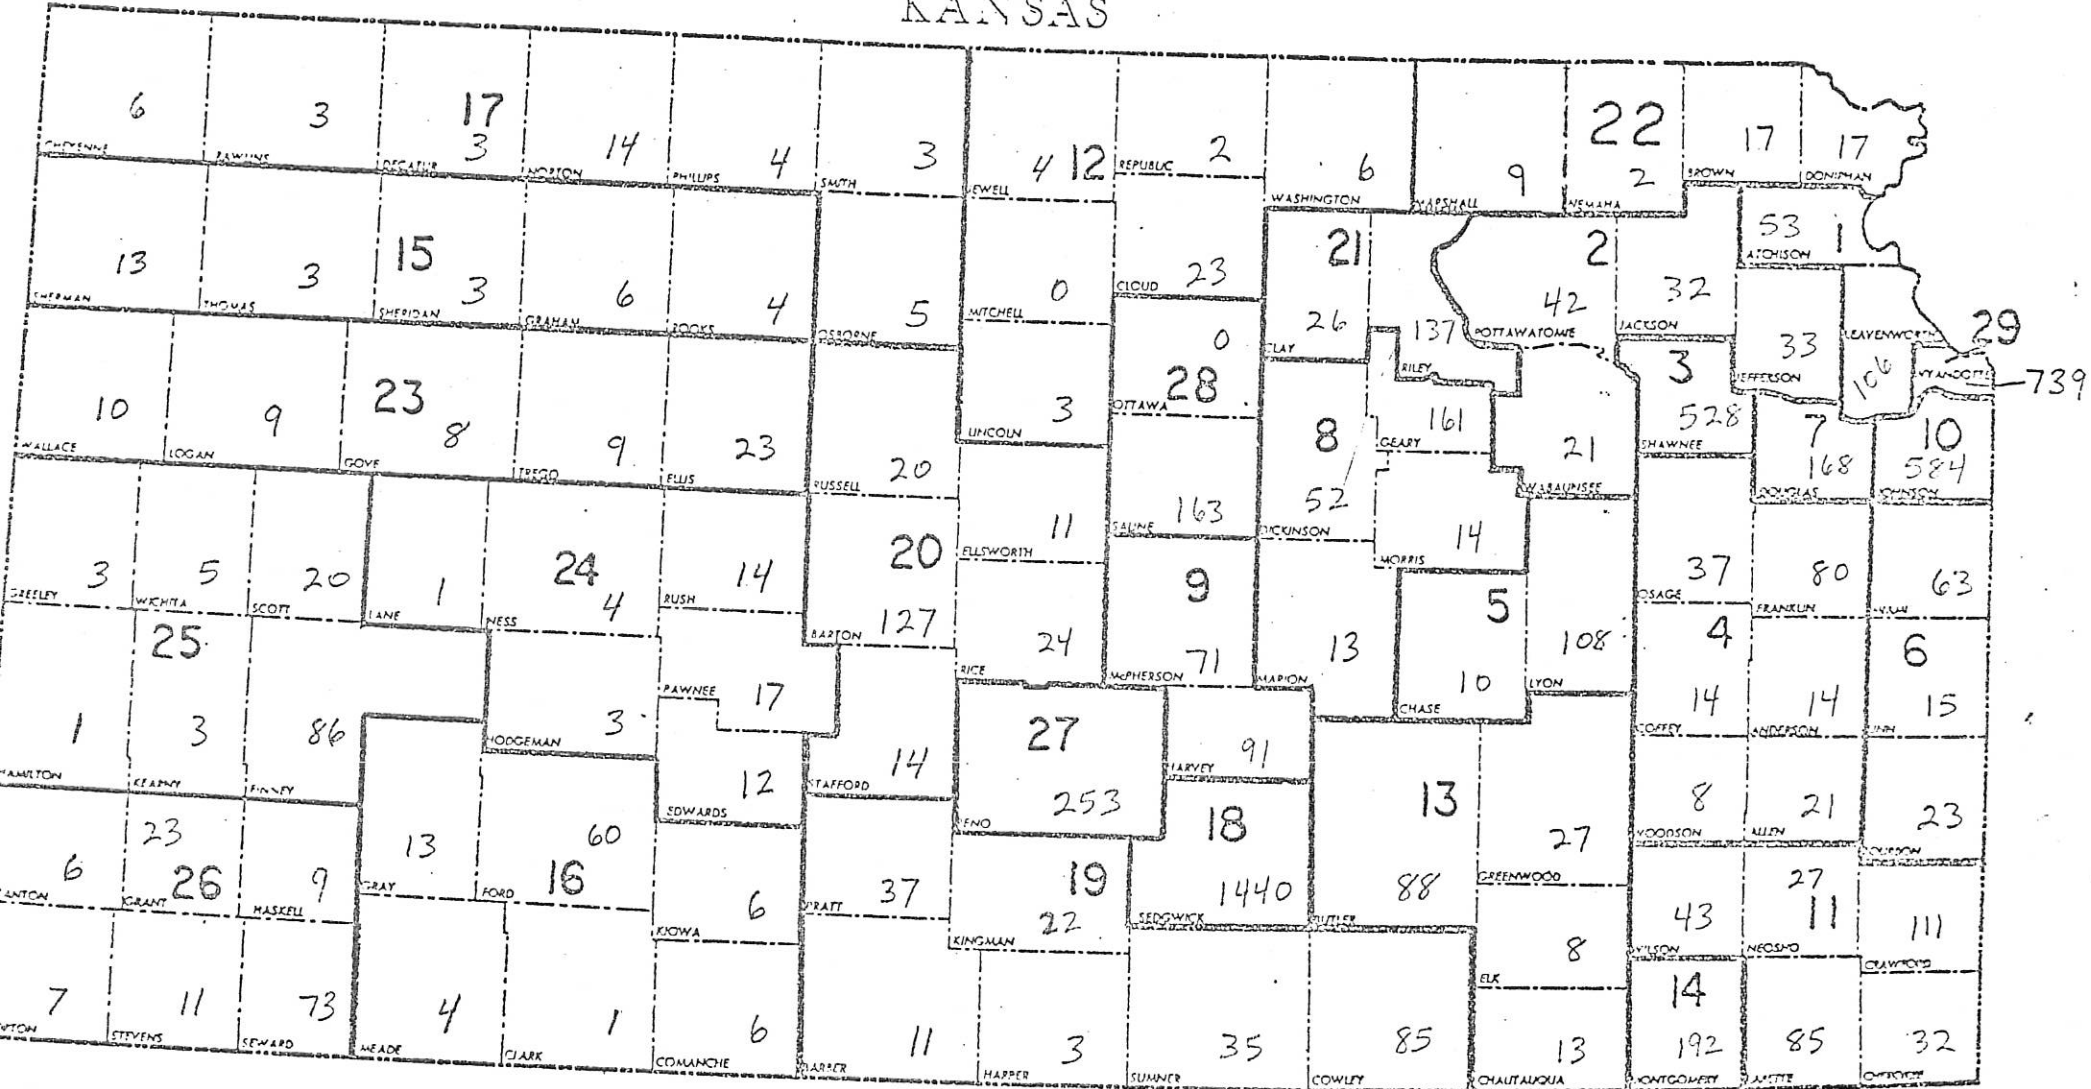 KANSAS
6 3 17 3 14 4 3 4 12 2 6 9 22 2 17 17
CHEYENNE RAWLINS DECATUR NORTON PHILLIPS SMITH JEWELL REPUBLIC WASHINGTON MARSHALL NEMAHA BROWN DONIPHAN
13 3 15 3 6 4 5 0 23 21 26 137 2 42 32 53 1
SHERMAN THOMAS SHERIDAN GRAHAM ROOKS OSBORNE MITCHELL CLOUD CLAY RILEY POTTAWATOMIE JACKSON ATCHISON
10 9 23 8 9 23 20 3 0 28 8 161 21 3 528 33 106 29 739
WALLACE LOGAN GOVE TREGO ELLIS RUSSELL LINCOLN OTTAWA GEARY WABAUNSEE SHAWNEE JEFFERSON LEAVENWORTH WYANDOTTE
3 5 20 1 24 4 14 20 127 11 163 52 14 7 168 10 584
GREELEY WICHITA SCOTT LANE NESS RUSH BARTON ELLSWORTH SALINE DICKINSON MORRIS DOUGLAS JOHNSON
25 24 9 71 13 5 10 108 37 80 63
RICE McPHERSON MARION CHASE LYON OSAGE FRANKLIN MIAMI
1 3 86 3 17 14 27 91 4 14 14 6 15
HAMILTON KEARNY FINNEY HODGEMAN PAWNEE STAFFORD HARVEY COFFEY ANDERSON LINN
12 253 18 13 27 8 21 23
EDWARDS RENO GREENWOOD WOODSON ALLEN BOURBON
6 23 26 9 13 60 16 6 37 19 22 1440 88 8 43 27 11 111
STANTON GRANT HASKELL GRAY FORD KIOWA PRATT KINGMAN SEDGWICK BUTLER ELK WILSON NEOSHO CRAWFORD
7 11 73 4 1 6 11 3 35 85 13 14 192 85 32
MORTON STEVENS SEWARD MEADE CLARK COMANCHE BARBER HARPER SUMNER COWLEY CHAUTAUQUA MONTGOMERY LABETTE CHEROKEE